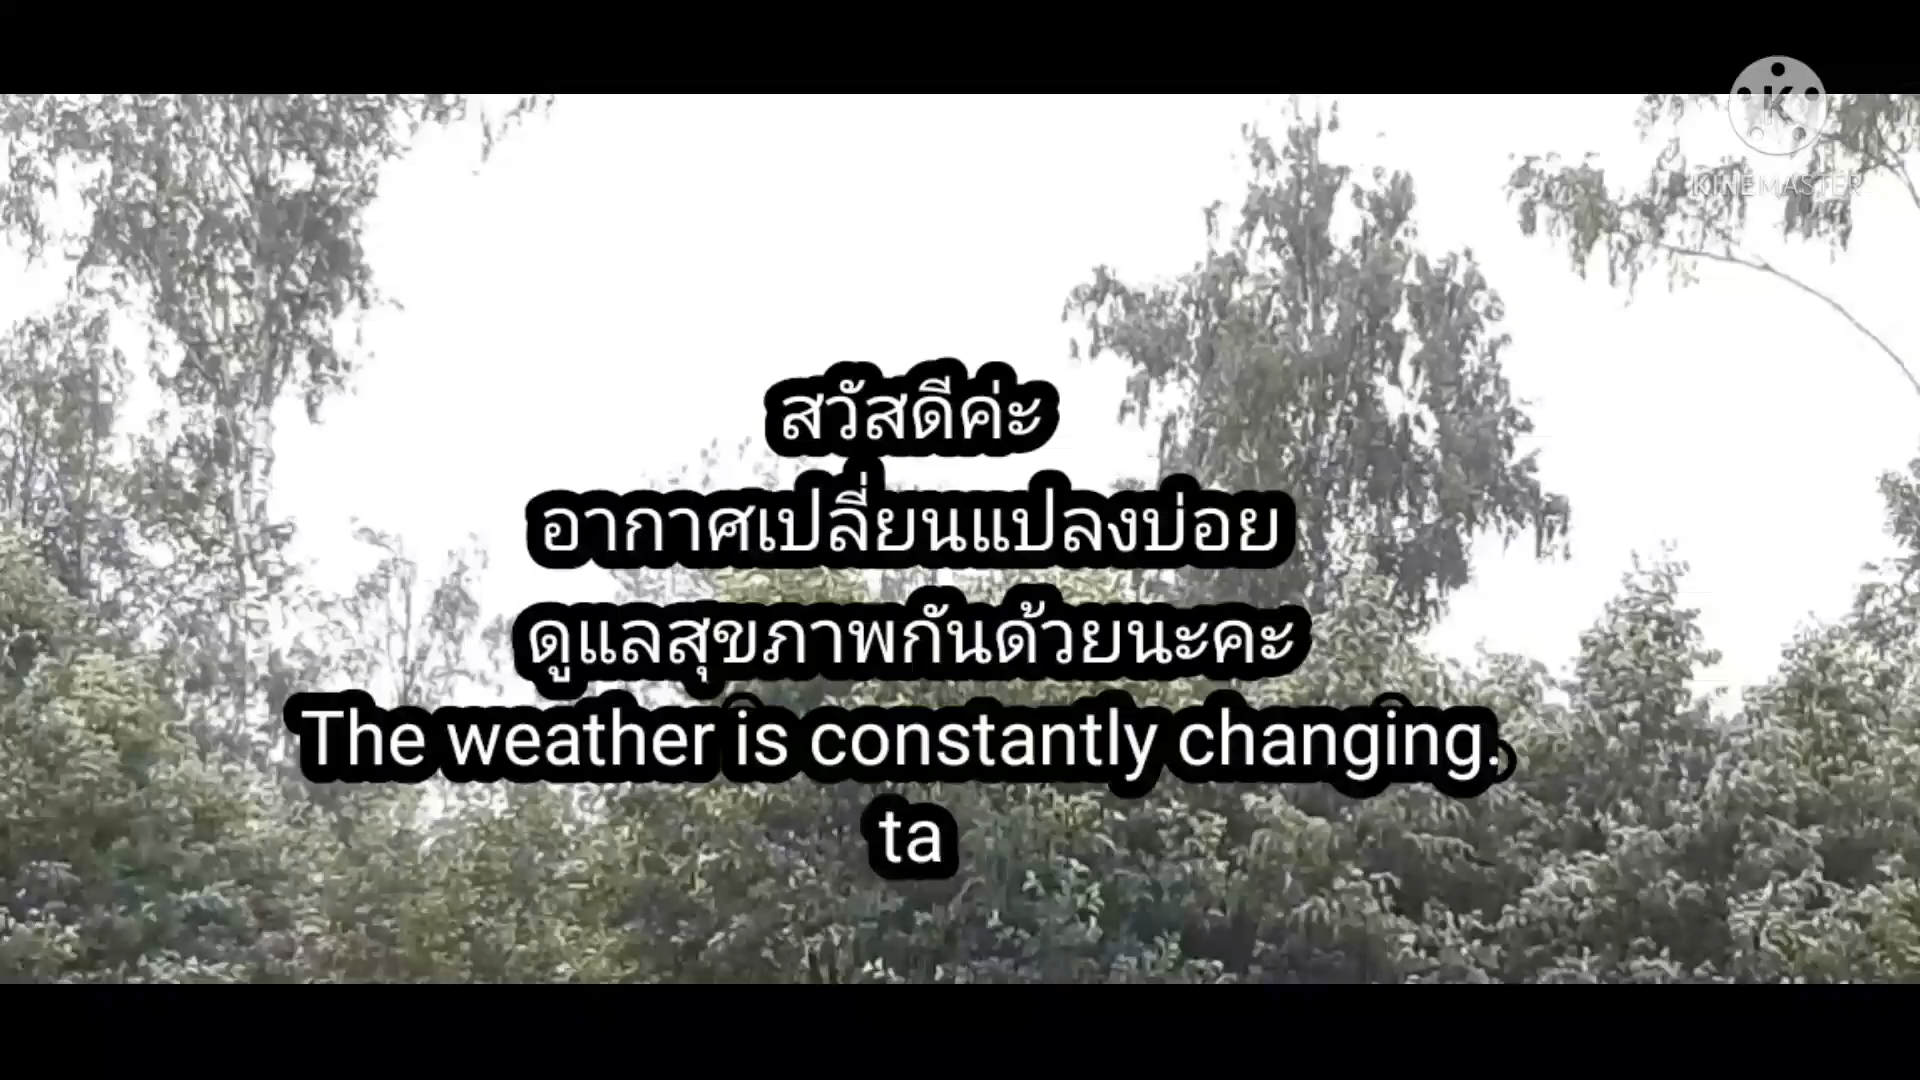 K
KINEMASTER
สวัสดีค่ะ
อากาศเปลี่ยนแปลงบ่อย
ดูแลสุขภาพกันด้วยนะคะ
The weather is constantly changing.
ta